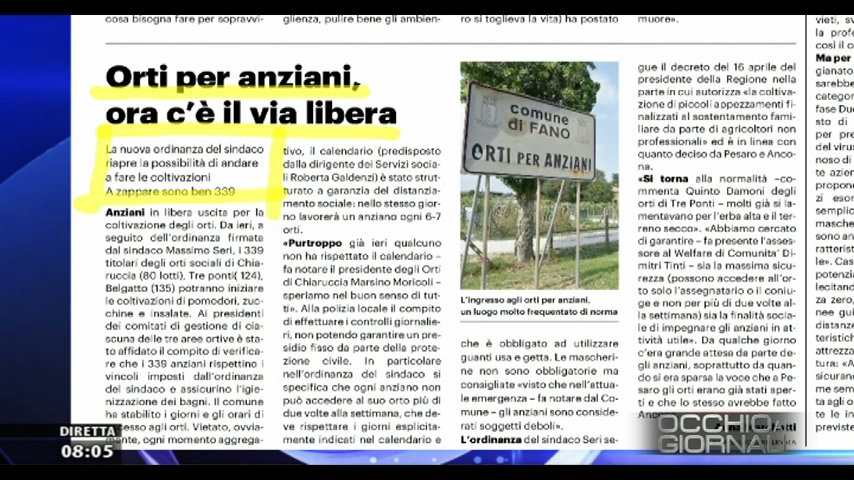 cosa bisogna fare per sopravvi-
glienza, pulire bene gli ambien-
ro si toglieva la vita) ha postato
muore».
Orti per anziani,
ora c'è il via libera
La nuova ordinanza del sindaco
riapre la possibilità di andare
a fare le coltivazioni
A zappare sono ben 339
Anziani in libera uscita per la
coltivazione degli orti. Da ieri, a
seguito dell'ordinanza firmata
dal sindaco Massimo Seri, i 339
titolari degli orti sociali di Chia-
ruccia (80 lotti), Tre ponti( 124),
Belgatto (135) potranno iniziare
le coltivazioni di pomodori, zuc-
chine e insalate. Ai presidenti
dei comitati di gestione di cia-
scuna delle tre aree ortive è sta-
to affidato il compito di verifica-
re che i 339 anziani rispettino i
vincoli imposti dall'ordinanza
del sindaco e assicurino l'igie-
nizzazione dei bagni. Il comune
ha stabilito i giorni e gli orari di
accesso agli orti. Vietato, ovvia-
mente, ogni momento aggrega-
tivo, il calendario (predisposto
dalla dirigente dei Servizi socia-
li Roberta Galdenzi) è stato strut-
turato a garanzia del distanzia-
mento sociale: nello stesso gior-
no lavorerà un anziano ogni 6-7
orti.
«Purtroppo già ieri qualcuno
non ha rispettato il calendario –
fa notare il presidente degli Orti
di Chiaruccia Marsino Moricoli –
speriamo nel buon senso di tut-
ti». Alla polizia locale il compito
di effettuare i controlli giornalie-
ri, non potendo garantire un pre-
sidio fisso da parte della prote-
zione civile. In particolare
nell'ordinanza del sindaco si
specifica che ogni anziano non
può accedere al suo orto più di
due volte alla settimana, che de-
ve rispettare i giorni esplicita-
mente indicati nel calendario e
comune
di FANO
ORTI PER ANZIANI
L'ingresso agli orti per anziani,
un luogo molto frequentato di norma
che è obbligato ad utilizzare
guanti usa e getta. Le mascheri-
ne non sono obbligatorie ma
consigliate «visto che nell'attua-
le emergenza – fa notare dal Co-
mune – gli anziani sono conside-
rati soggetti deboli».
L'ordinanza del sindaco Seri se-
gue il decreto del 16 aprile del
presidente della Regione nella
parte in cui autorizza «la coltiva-
zione di piccoli appezzamenti fi-
nalizzati al sostentamento fami-
liare da parte di agricoltori non
professionali» ed è in linea con
quanto deciso da Pesaro e Anco-
na.
«Si torna alla normalità –com-
menta Quinto Damoni degli
orti di Tre Ponti – molti già si la-
mentavano per l'erba alta e il ter-
reno secco». «Abbiamo cercato
di garantire – fa presente l'asses-
sore al Welfare di Comunita' Di-
mitri Tinti – sia la massima sicu-
rezza (possono accedere all'or-
to solo l'assegnatario o il coniu-
ge e non per più di due volte al-
la settimana) sia la finalità socia-
le di impegnare gli anziani in at-
tività utile». Da qualche giorno
c'era grande attesa da parte de-
gli anziani, soprattutto da quan-
do si era sparsa la voce che a Pe-
saro gli orti erano già stati aper-
ti e che lo stesso avrebbe fatto
Ancona
Ma per
DIRETTA
08:05
OCCHIO AI
GIORNALI